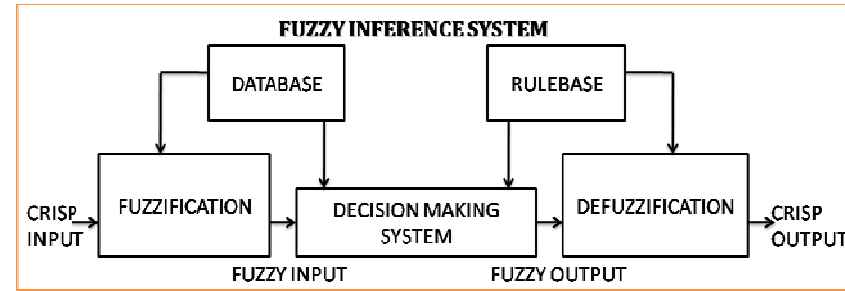 FUZZY INFERENCE SYSTEM
DATABASE
RULEBASE
FUZZIFICATION
DECISION MAKING
SYSTEM
DEFUZZIFICATION
CRISP
INPUT
CRISP
OUTPUT
FUZZY INPUT
FUZZY OUTPUT